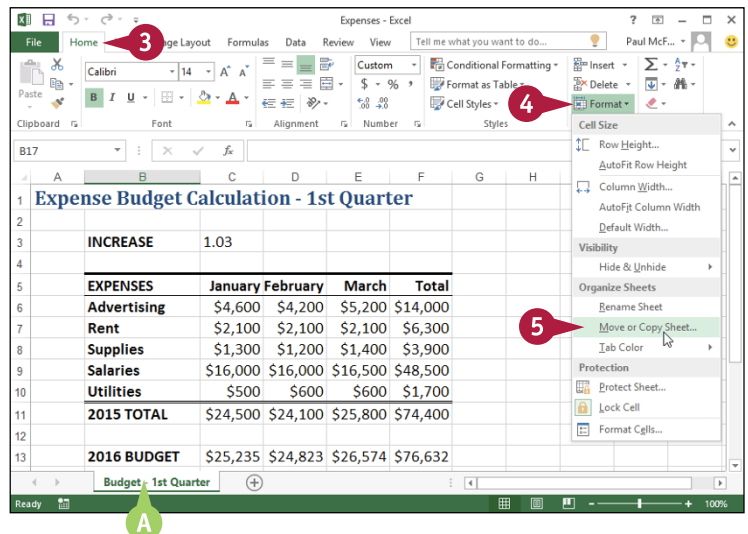 Expenses - Excel
File Home 3 age Layout Formulas Data Review View Tell me what you want to do... Paul McF...
Paste
Calibri 14 A A
B I U A
Custom
$ % ,
Conditional Formatting
Format as Table
Cell Styles
4
Insert
Delete
Format
Σ
Clipboard Font Alignment Number Styles
B17 fx
A B C D E F G H
1 Expense Budget Calculation - 1st Quarter
2
3 INCREASE 1.03
4
5 EXPENSES January February March Total
6 Advertising $4,600 $4,200 $5,200 $14,000
7 Rent $2,100 $2,100 $2,100 $6,300
8 Supplies $1,300 $1,200 $1,400 $3,900
9 Salaries $16,000 $16,000 $16,500 $48,500
10 Utilities $500 $600 $600 $1,700
11 2015 TOTAL $24,500 $24,100 $25,800 $74,400
12
13 2016 BUDGET $25,235 $24,823 $26,574 $76,632
Cell Size
Row Height...
AutoFit Row Height
Column Width...
AutoFit Column Width
Default Width...
Visibility
Hide & Unhide
Organize Sheets
Rename Sheet
5 Move or Copy Sheet...
Tab Color
Protection
Protect Sheet...
Lock Cell
Format Cells...
Budget - 1st Quarter
Ready 100%
A